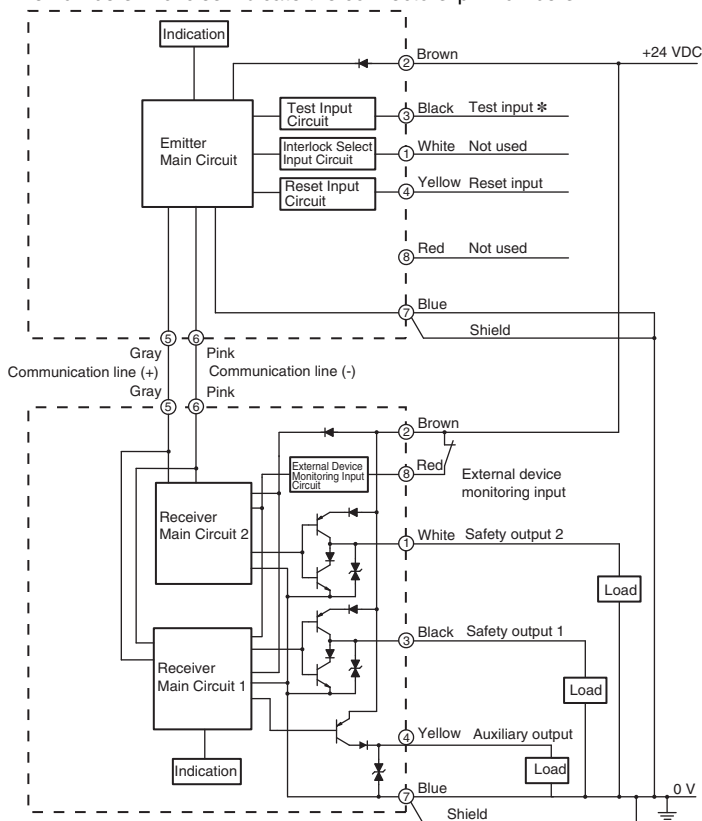 Indication
+24 VDC
2 Brown
Emitter
Main Circuit
Test Input
Circuit
3 Black Test input *
Interlock Select
Input Circuit
1 White Not used
Reset Input
Circuit
4 Yellow Reset input
8 Red Not used
7 Blue
Shield
5 6
Gray Pink
Communication line (+) Communication line (-)
Gray Pink
5 6
2 Brown
External Device
Monitoring Input
Circuit
8 Red
External device
monitoring input
Receiver
Main Circuit 2
1 White Safety output 2
Load
3 Black Safety output 1
Receiver
Main Circuit 1
Load
4 Yellow Auxiliary output
Indication
Load
7 Blue
0 V
Shield